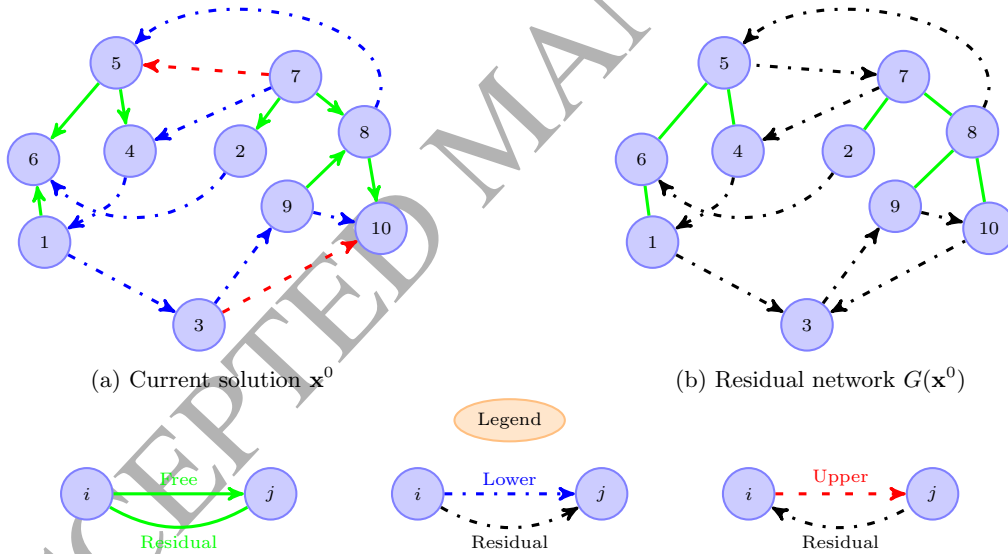 5
7
8
6
4
2
9
10
1
3
(a) Current solution x⁰
5
7
8
6
4
2
9
10
1
3
(b) Residual network G(x⁰)
Legend
i
Free
j
Residual
i
Lower
j
Residual
i
Upper
j
Residual
CCEPTED MA